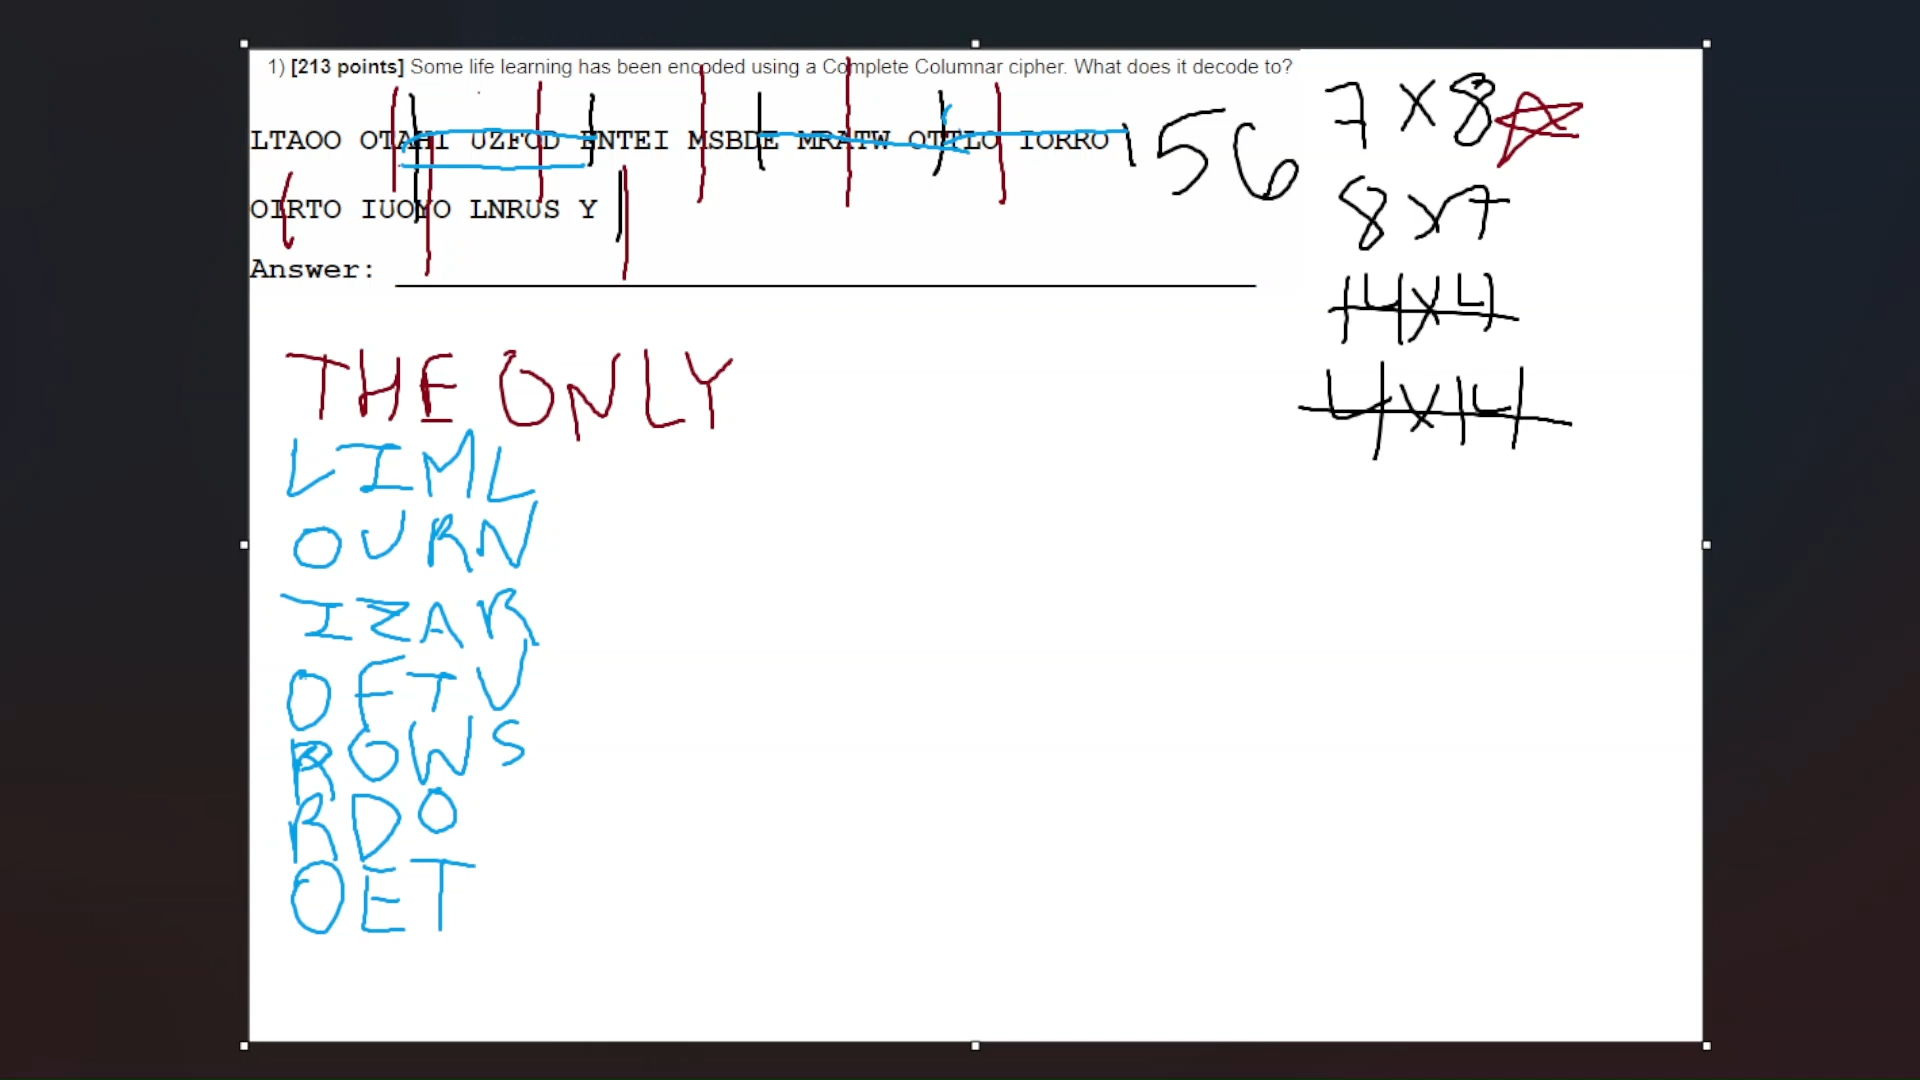 1) [213 points] Some life learning has been encoded using a Complete Columnar cipher. What does it decode to?
LTAOO OTAHI UZFOD ENTEI MSBDE MRATW OTTLO IORRO
OIRTO IUOYO LNRUS Y
Answer:
56
7 X 8
8 X 7
14 X 4
4 X 14
THE ONLY
LIML
OURN
IZAR
OFTU
ROWS
RDO
OET